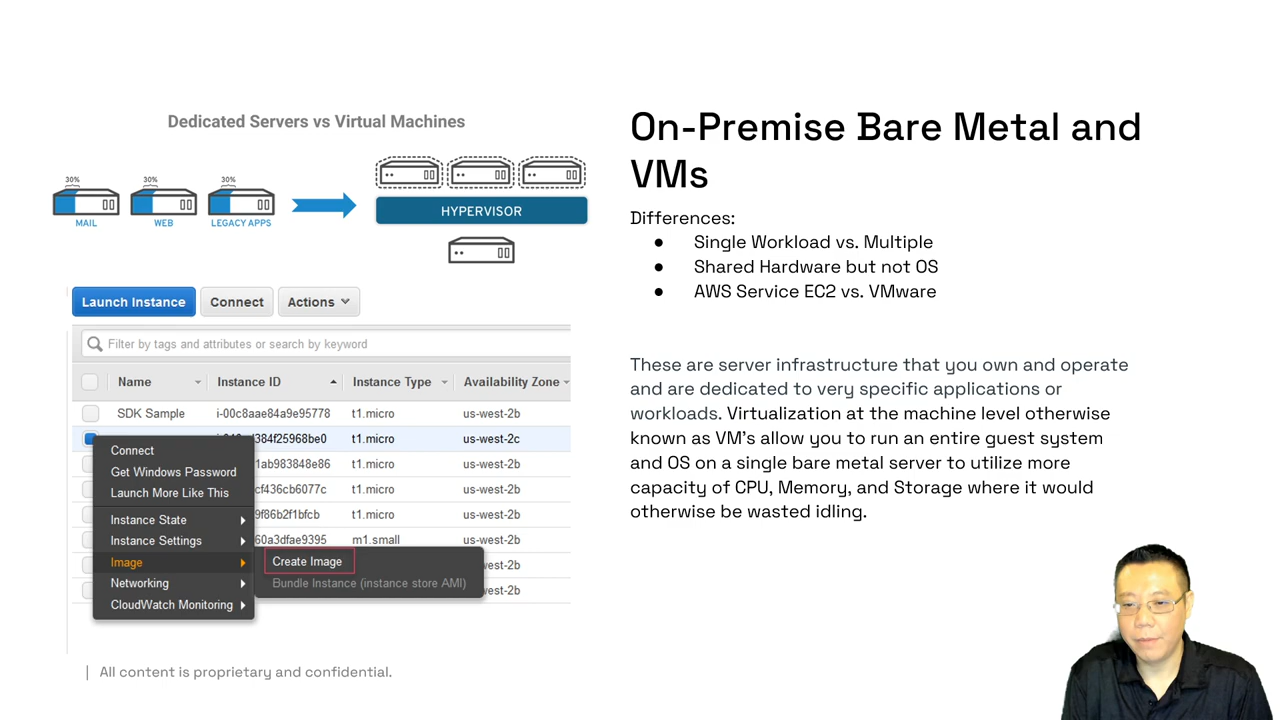 Dedicated Servers vs Virtual Machines
30% 30% 30%
MAIL WEB LEGACY APPS
HYPERVISOR
Launch Instance Connect Actions
Filter by tags and attributes or search by keyword
Name Instance ID Instance Type Availability Zone
SDK Sample i-00c8aae84a9e95778 t1.micro us-west-2b
384f25968be0 t1.micro us-west-2c
1ab983848e86 t1.micro us-west-2b
cf436cb6077c t1.micro us-west-2b
9f86b2f1bfcb t1.micro us-west-2b
60a3dfae9395 m1.small us-west-2b
us-west-2b
us-west-2b
Connect
Get Windows Password
Launch More Like This
Instance State
Instance Settings
Image
Networking
CloudWatch Monitoring
Create Image
Bundle Instance (instance store AMI)
| All content is proprietary and confidential.
On-Premise Bare Metal and
VMs
Differences:
● Single Workload vs. Multiple
● Shared Hardware but not OS
● AWS Service EC2 vs. VMware
These are server infrastructure that you own and operate
and are dedicated to very specific applications or
workloads. Virtualization at the machine level otherwise
known as VM's allow you to run an entire guest system
and OS on a single bare metal server to utilize more
capacity of CPU, Memory, and Storage where it would
otherwise be wasted idling.